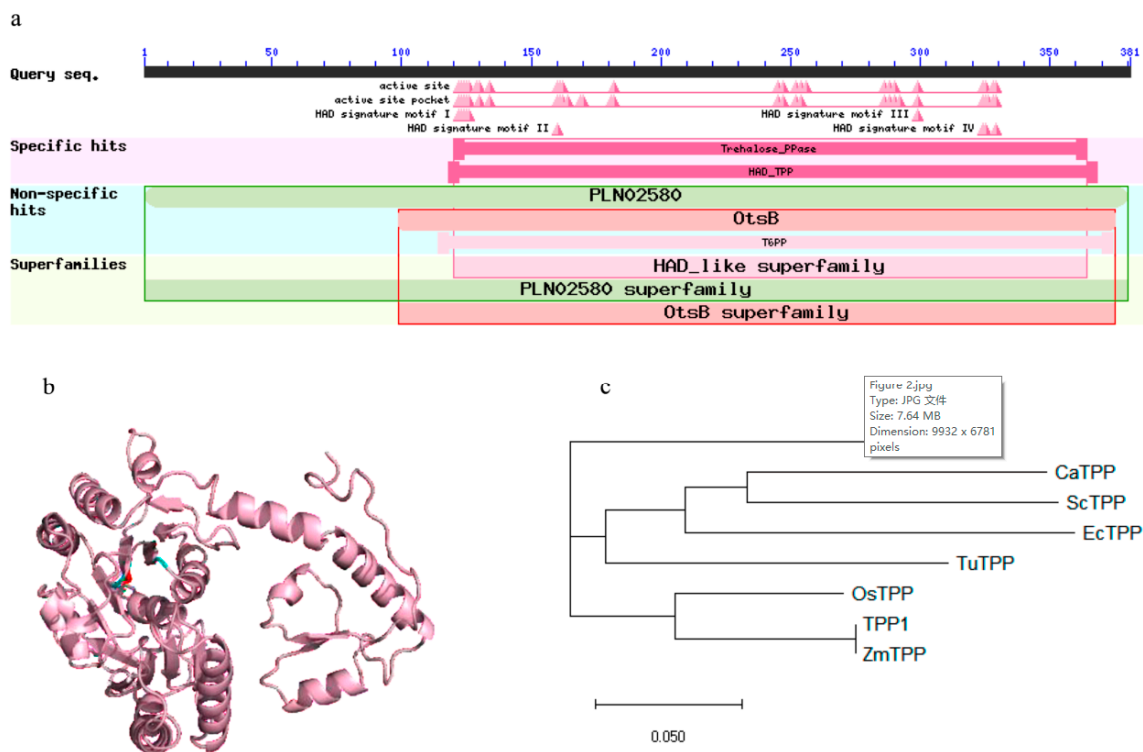 a
1 50 100 150 200 250 300 350 381
Query seq.
active site
active site pocket
HAD signature motif I HAD signature motif III
HAD signature motif II HAD signature motif IV
Specific hits
Trehalose_PPase
HAD_TPP
Non-specific
hits
PLN02580
OtsB
T6PP
Superfamilies
HAD_like superfamily
PLN02580 superfamily
OtsB superfamily
b
c
Figure 2.jpg
Type: JPG 文件
Size: 7.64 MB
Dimension: 9932 x 6781
pixels
CaTPP
ScTPP
EcTPP
TuTPP
OsTPP
TPP1
ZmTPP
0.050